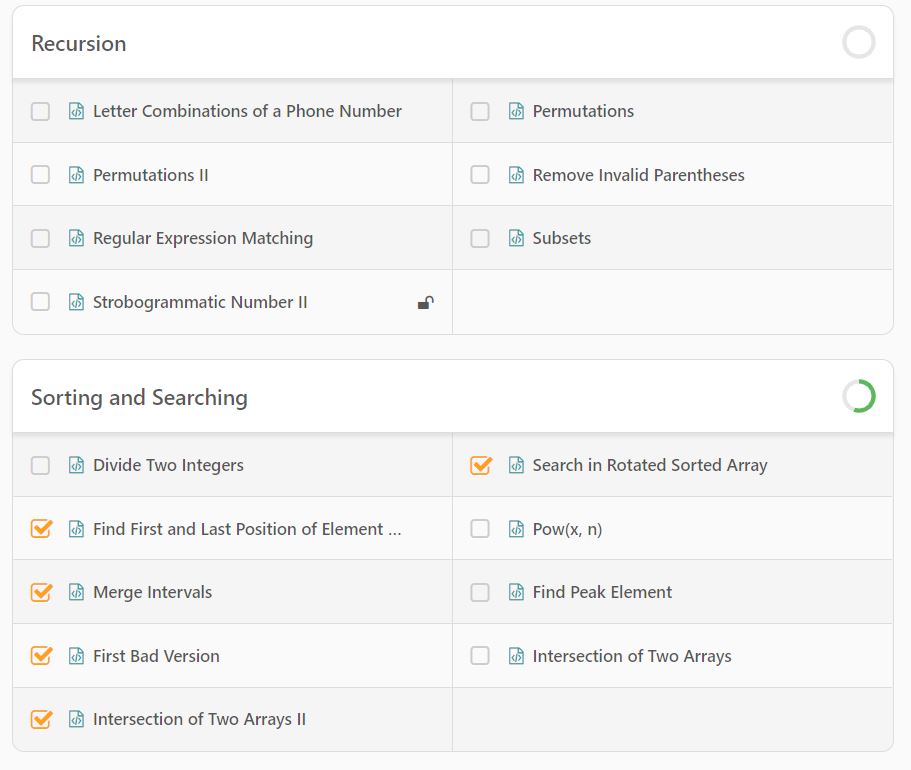 Recursion
Letter Combinations of a Phone Number
Permutations
Permutations II
Remove Invalid Parentheses
Regular Expression Matching
Subsets
Strobogrammatic Number II
Sorting and Searching
Divide Two Integers
Search in Rotated Sorted Array
Find First and Last Position of Element ...
Pow(x, n)
Merge Intervals
Find Peak Element
First Bad Version
Intersection of Two Arrays
Intersection of Two Arrays II